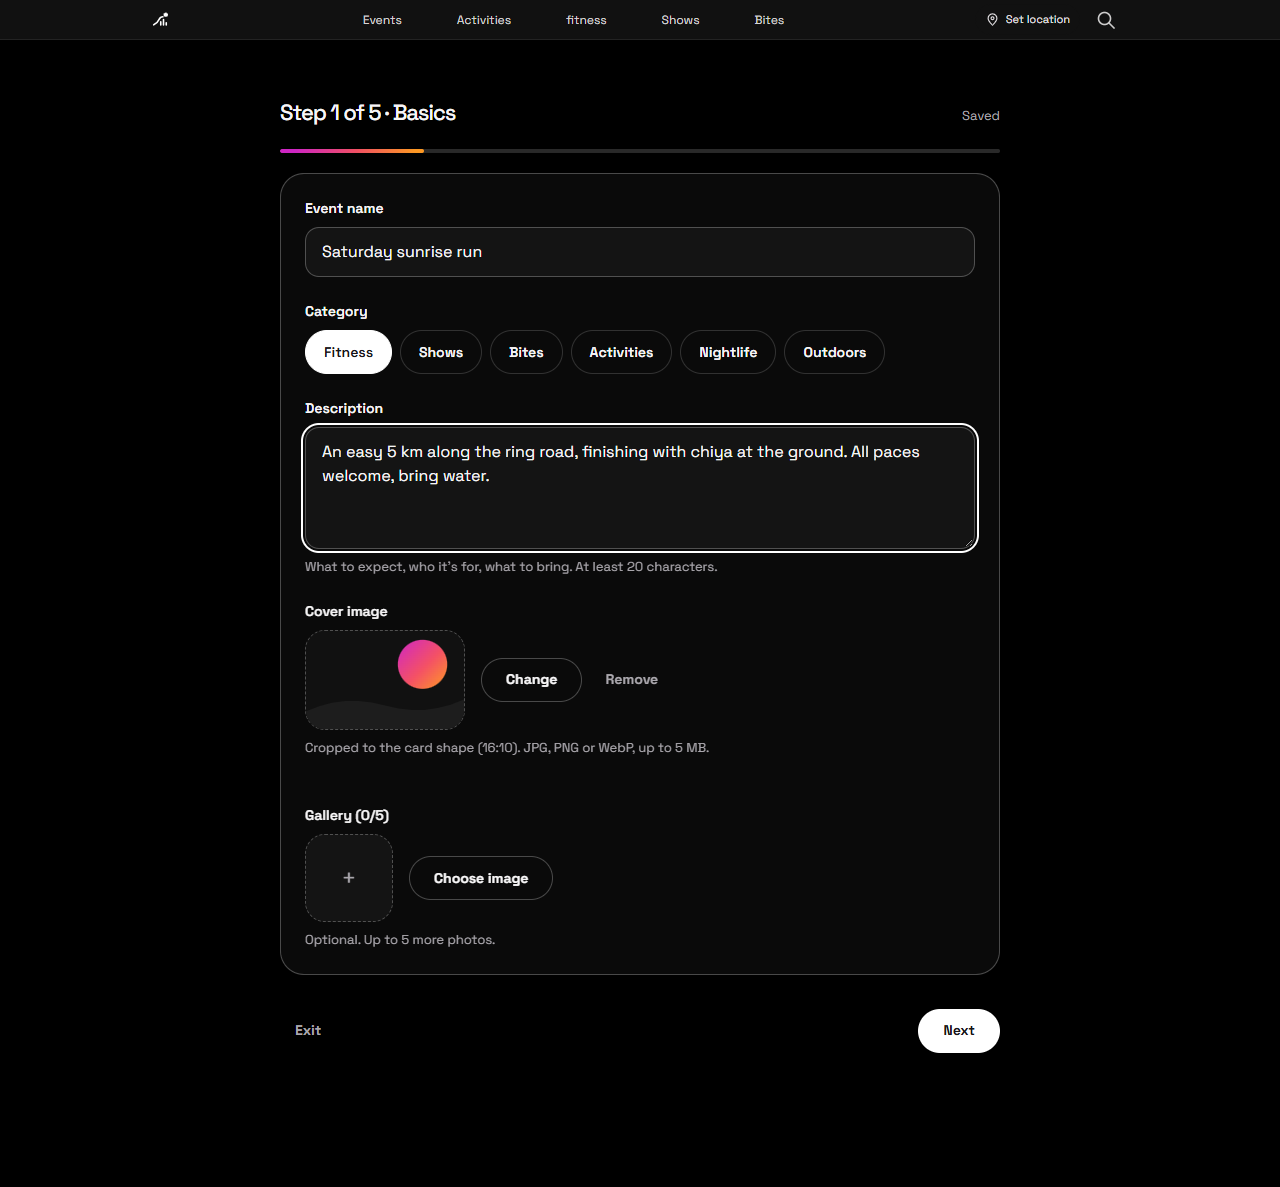 Events Activities fitness Shows Bites Set location
Step 1 of 5 · Basics
Saved
Event name
Saturday sunrise run
Category
Fitness Shows Bites Activities Nightlife Outdoors
Description
An easy 5 km along the ring road, finishing with chiya at the ground. All paces
welcome, bring water.
What to expect, who it's for, what to bring. At least 20 characters.
Cover image
Change Remove
Cropped to the card shape (16:10). JPG, PNG or WebP, up to 5 MB.
Gallery (0/5)
+ Choose image
Optional. Up to 5 more photos.
Exit Next